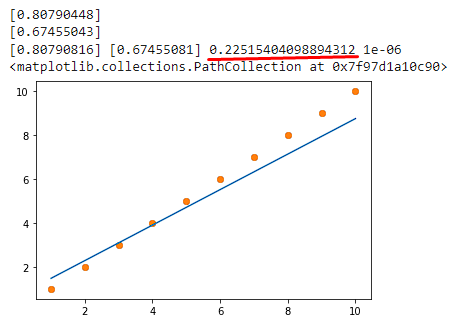 [0.80790448]
[0.67455043]
[0.80790816] [0.67455081] 0.22515404098894312 1e-06
<matplotlib.collections.PathCollection at 0x7f97d1a10c90>
10
8
6
4
2
2 4 6 8 10